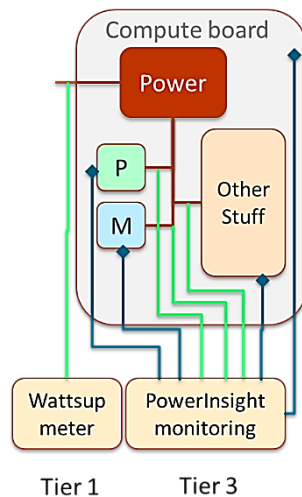 Compute board
Power
P
M
Other
Stuff
Wattsup
meter
PowerInsight
monitoring
Tier 1
Tier 3